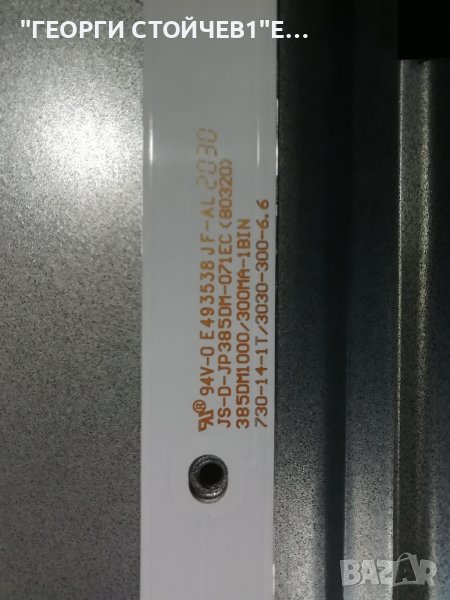 "ГЕОРГИ СТОЙЧЕВ1"Е...
94V-0 E493538 JF-AL 2030
JS-D-JP385DM-071EC (80320)
385DM1000/300MA-1BIN
730-14-1T/3030-300-6.6
BAZAR